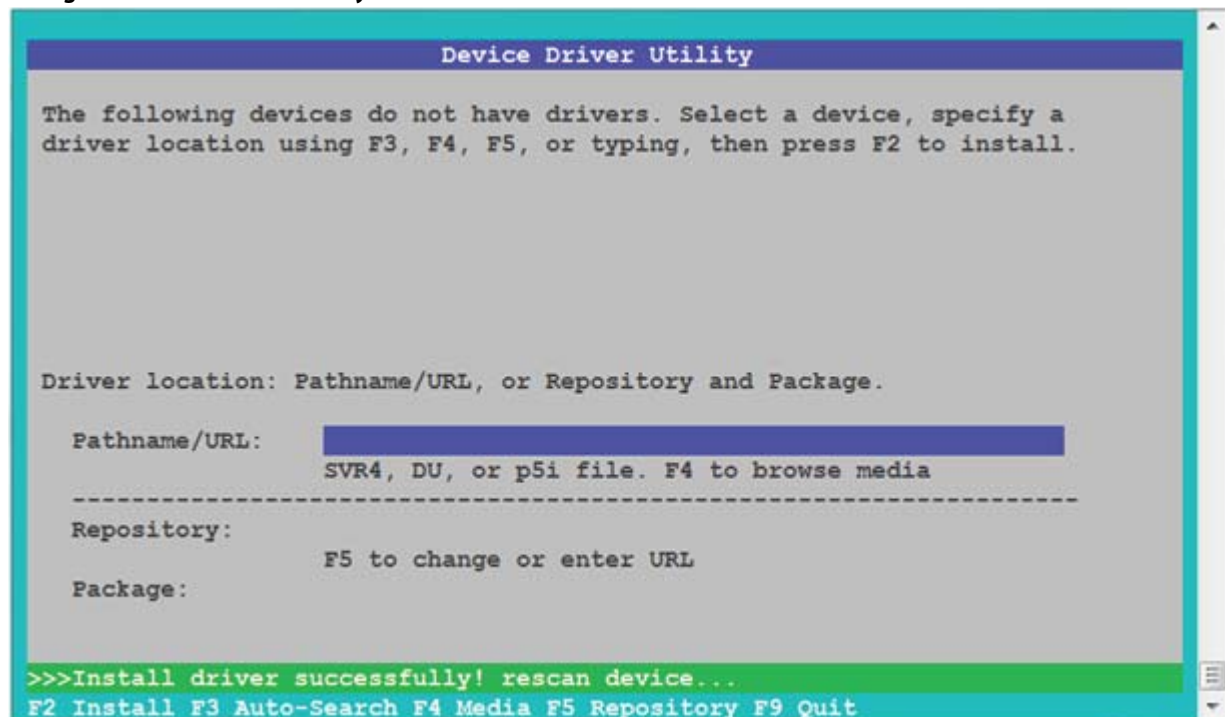 Device Driver Utility
The following devices do not have drivers. Select a device, specify a
driver location using F3, F4, F5, or typing, then press F2 to install.
Driver location: Pathname/URL, or Repository and Package.
Pathname/URL:
SVR4, DU, or p5i file. F4 to browse media
----------------------------------------------------------------------
Repository:
F5 to change or enter URL
Package:
>>>Install driver successfully! rescan device...
F2 Install F3 Auto-Search F4 Media F5 Repository F9 Quit